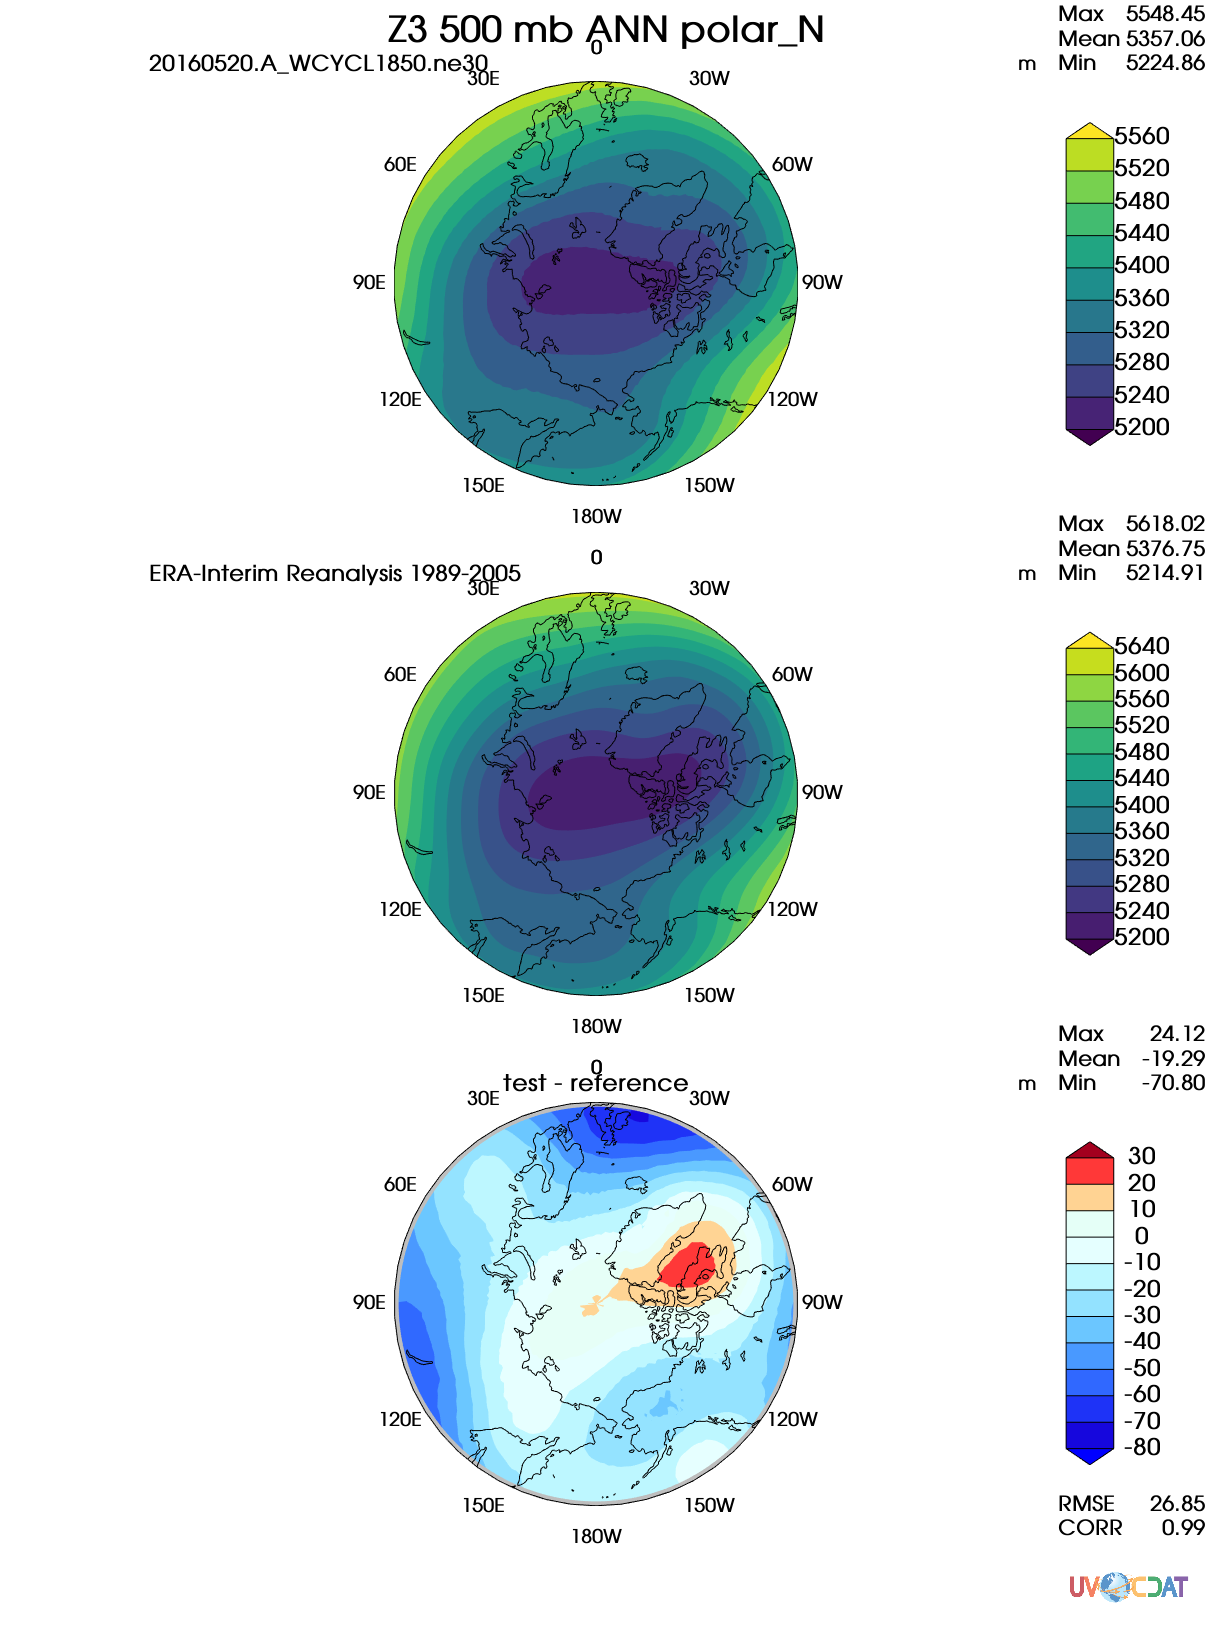 Z3 500 mb ANN polar_N
20160520.A_WCYCL1850.ne30
m
Max 5548.45
Mean 5357.06
Min 5224.86
0
30E 30W
60E 60W
90E 90W
120E 120W
150E 150W
180W
5560
5520
5480
5440
5400
5360
5320
5280
5240
5200
ERA-Interim Reanalysis 1989-2005
m
Max 5618.02
Mean 5376.75
Min 5214.91
0
30E 30W
60E 60W
90E 90W
120E 120W
150E 150W
180W
5640
5600
5560
5520
5480
5440
5400
5360
5320
5280
5240
5200
test - reference
m
Max 24.12
Mean -19.29
Min -70.80
0
30E 30W
60E 60W
90E 90W
120E 120W
150E 150W
180W
30
20
10
0
-10
-20
-30
-40
-50
-60
-70
-80
RMSE 26.85
CORR 0.99
UV CDAT